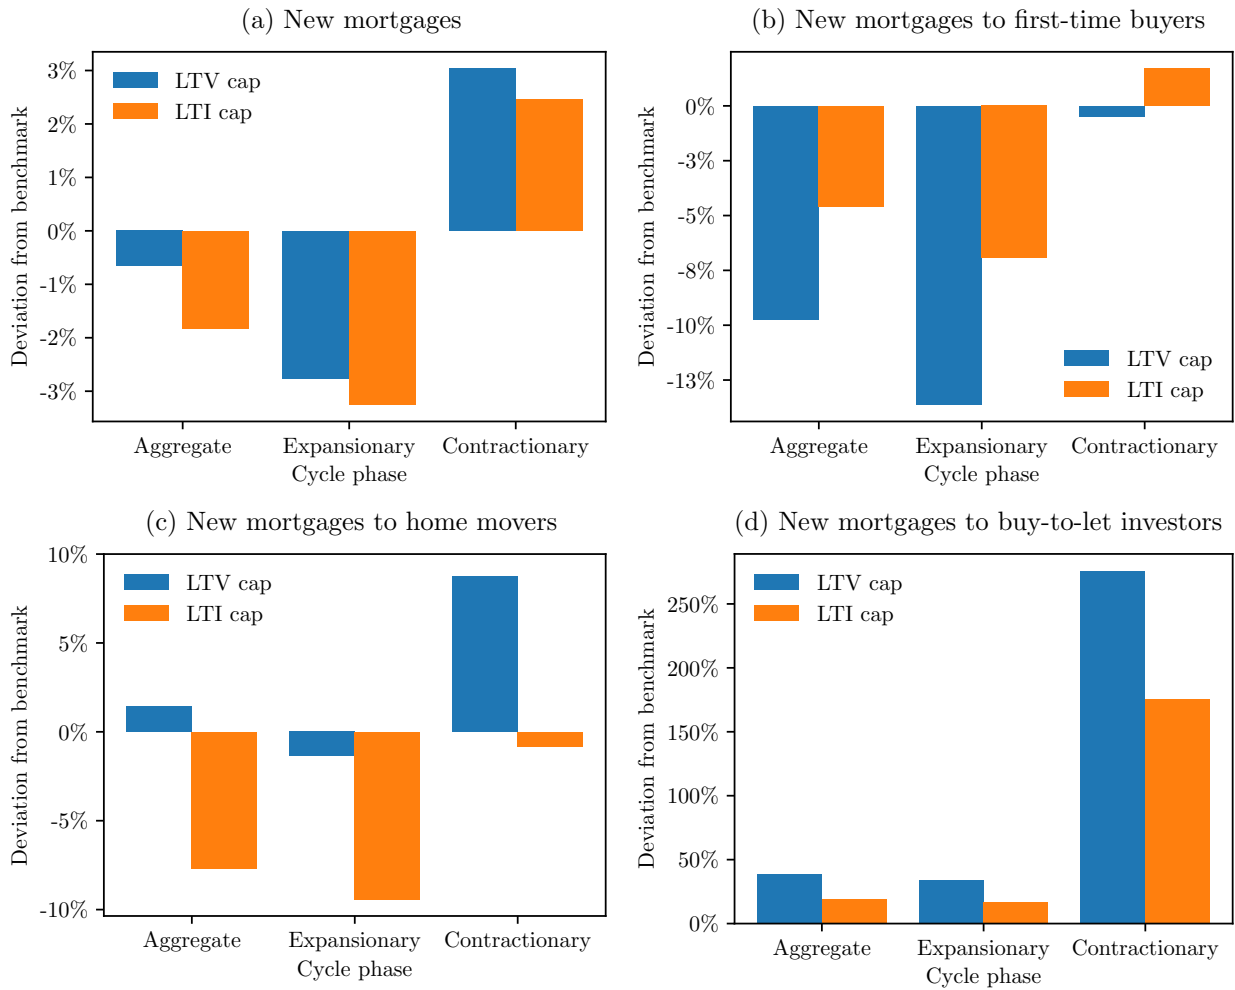 (a) New mortgages
Deviation from benchmark
3%
2%
1%
0%
-1%
-2%
-3%
LTV cap
LTI cap
Aggregate
Expansionary
Contractionary
Cycle phase
(b) New mortgages to first-time buyers
Deviation from benchmark
0%
-3%
-5%
-8%
-10%
-13%
LTV cap
LTI cap
Aggregate
Expansionary
Contractionary
Cycle phase
(c) New mortgages to home movers
Deviation from benchmark
10%
5%
0%
-5%
-10%
LTV cap
LTI cap
Aggregate
Expansionary
Contractionary
Cycle phase
(d) New mortgages to buy-to-let investors
Deviation from benchmark
250%
200%
150%
100%
50%
0%
LTV cap
LTI cap
Aggregate
Expansionary
Contractionary
Cycle phase